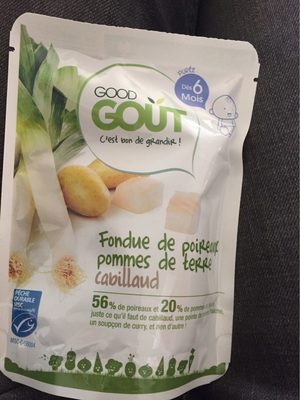 GOOD
GOÛT
C'est bon de grandir !
PURÉE
Dès 6
Mois
Fondue de poireaux
pommes de terre
cabillaud
56% de poireaux et 20% de pommes
juste ce qu'il faut de cabillaud, une pointe de
un soupçon de curry, et rien d'autre !
PÊCHE
DURABLE
MSC